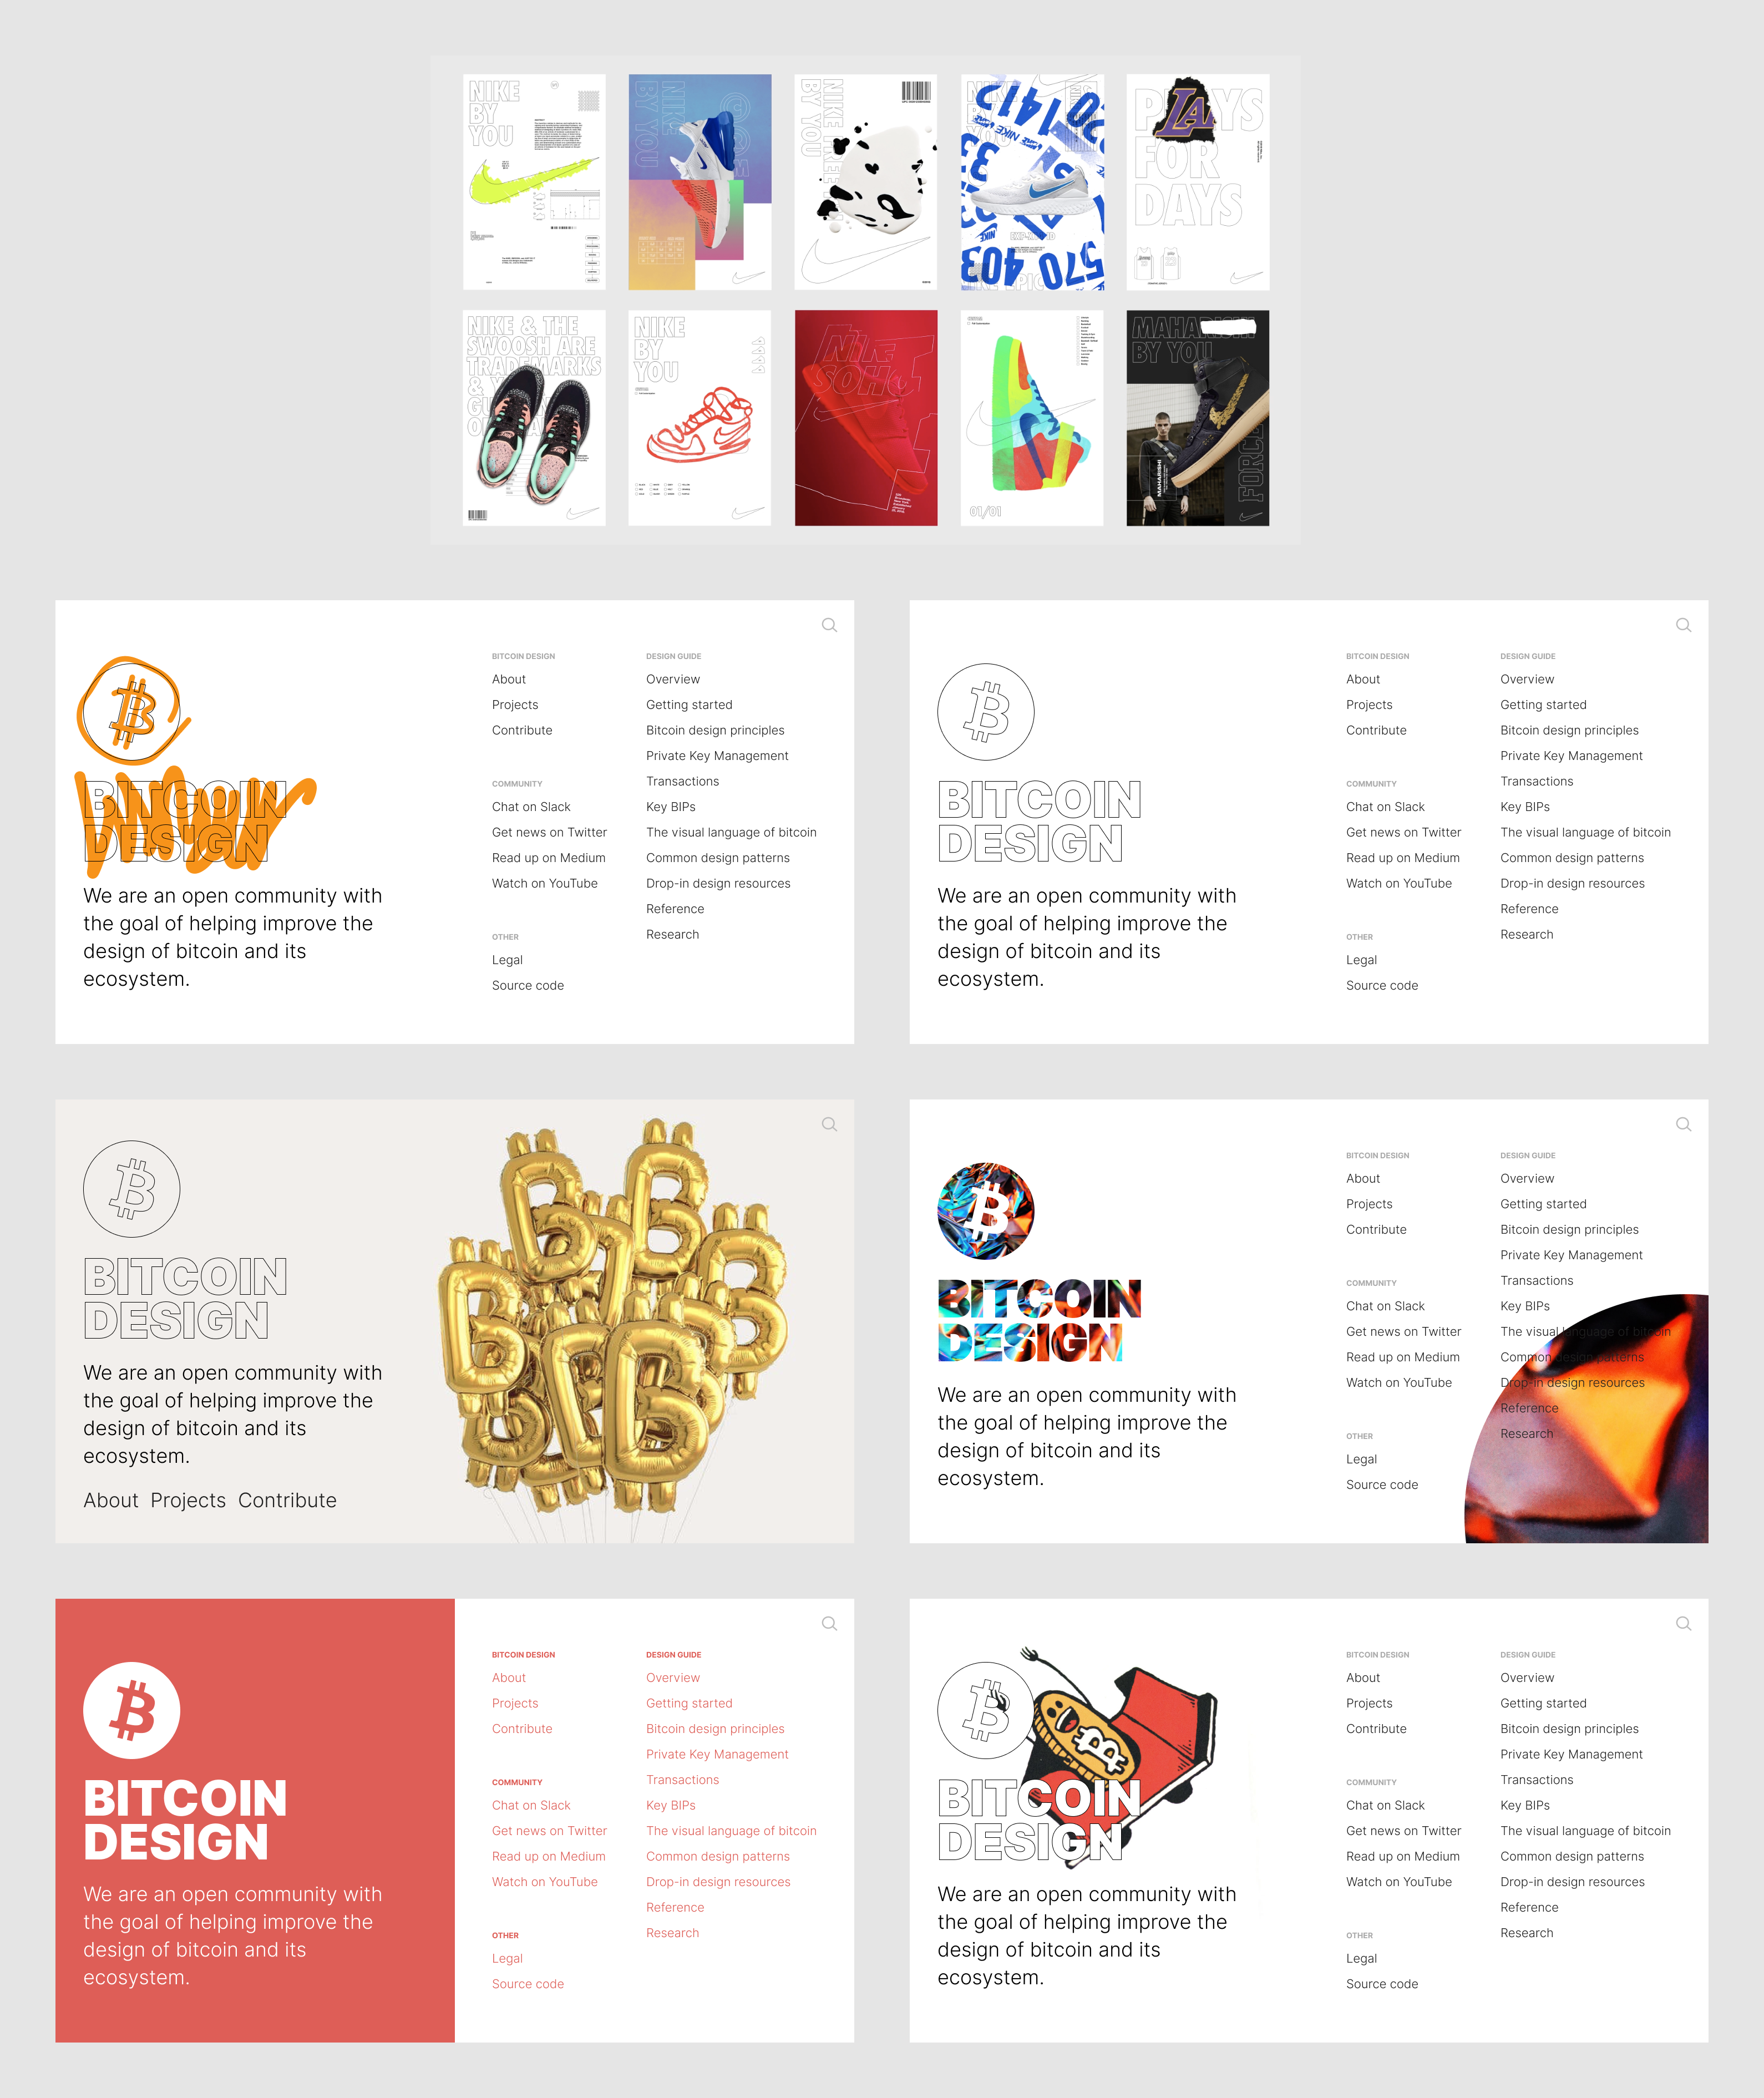 NIKE
BY
YOU
NIKE
BY YOU
NIKE FREE
BY YOU
NIKE
BY
YOU
1415
NIKE
EXP-X14
403
570
PLAYS
FOR
DAYS
LA
NIKE & THE
SWOOSH ARE
TRADEMARKS
NIKE
BY
YOU
NIKE
SOHO
01/01
MAHARISHI
BY YOU
MAHARISHI
FORCE
BITCOIN
DESIGN
We are an open community with
the goal of helping improve the
design of bitcoin and its
ecosystem.
BITCOIN DESIGN
About
Projects
Contribute
COMMUNITY
Chat on Slack
Get news on Twitter
Read up on Medium
Watch on YouTube
OTHER
Legal
Source code
DESIGN GUIDE
Overview
Getting started
Bitcoin design principles
Private Key Management
Transactions
Key BIPs
The visual language of bitcoin
Common design patterns
Drop-in design resources
Reference
Research
BITCOIN
DESIGN
We are an open community with
the goal of helping improve the
design of bitcoin and its
ecosystem.
BITCOIN DESIGN
About
Projects
Contribute
COMMUNITY
Chat on Slack
Get news on Twitter
Read up on Medium
Watch on YouTube
OTHER
Legal
Source code
DESIGN GUIDE
Overview
Getting started
Bitcoin design principles
Private Key Management
Transactions
Key BIPs
The visual language of bitcoin
Common design patterns
Drop-in design resources
Reference
Research
BITCOIN
DESIGN
We are an open community with
the goal of helping improve the
design of bitcoin and its
ecosystem.
About Projects Contribute
BITCOIN
DESIGN
We are an open community with
the goal of helping improve the
design of bitcoin and its
ecosystem.
BITCOIN DESIGN
About
Projects
Contribute
COMMUNITY
Chat on Slack
Get news on Twitter
Read up on Medium
Watch on YouTube
OTHER
Legal
Source code
DESIGN GUIDE
Overview
Getting started
Bitcoin design principles
Private Key Management
Transactions
Key BIPs
The visual language of bitcoin
Common design patterns
Drop-in design resources
Reference
Research
BITCOIN
DESIGN
We are an open community with
the goal of helping improve the
design of bitcoin and its
ecosystem.
BITCOIN DESIGN
About
Projects
Contribute
COMMUNITY
Chat on Slack
Get news on Twitter
Read up on Medium
Watch on YouTube
OTHER
Legal
Source code
DESIGN GUIDE
Overview
Getting started
Bitcoin design principles
Private Key Management
Transactions
Key BIPs
The visual language of bitcoin
Common design patterns
Drop-in design resources
Reference
Research
BITCOIN
DESIGN
We are an open community with
the goal of helping improve the
design of bitcoin and its
ecosystem.
BITCOIN DESIGN
About
Projects
Contribute
COMMUNITY
Chat on Slack
Get news on Twitter
Read up on Medium
Watch on YouTube
OTHER
Legal
Source code
DESIGN GUIDE
Overview
Getting started
Bitcoin design principles
Private Key Management
Transactions
Key BIPs
The visual language of bitcoin
Common design patterns
Drop-in design resources
Reference
Research